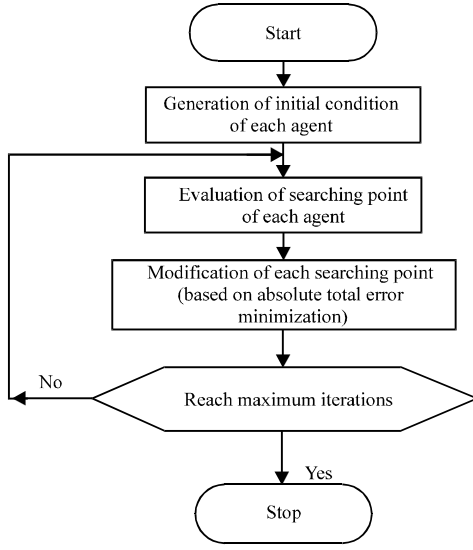 Start
Generation of initial condition
of each agent
Evaluation of searching point
of each agent
Modification of each searching point
(based on absolute total error
minimization)
No
Reach maximum iterations
Yes
Stop